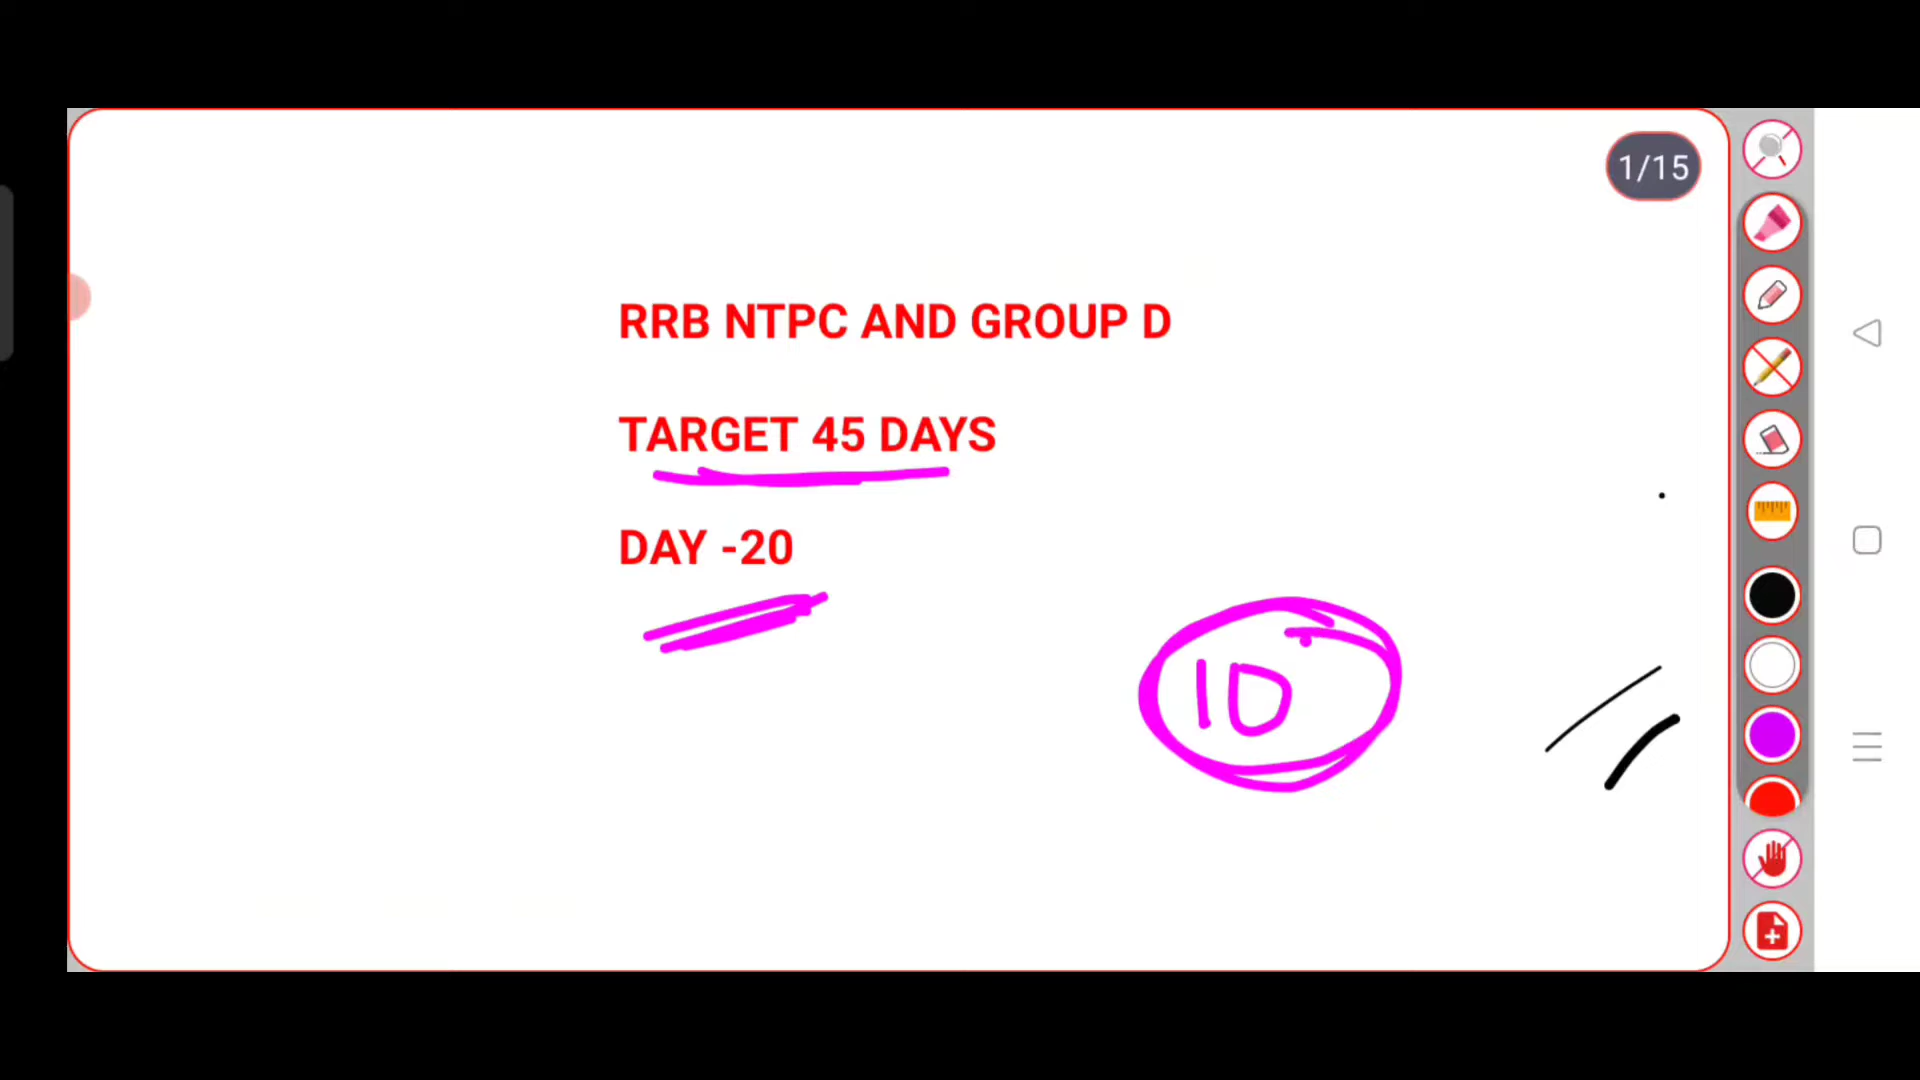 1/15
RRB NTPC AND GROUP D
TARGET 45 DAYS
DAY -20
10